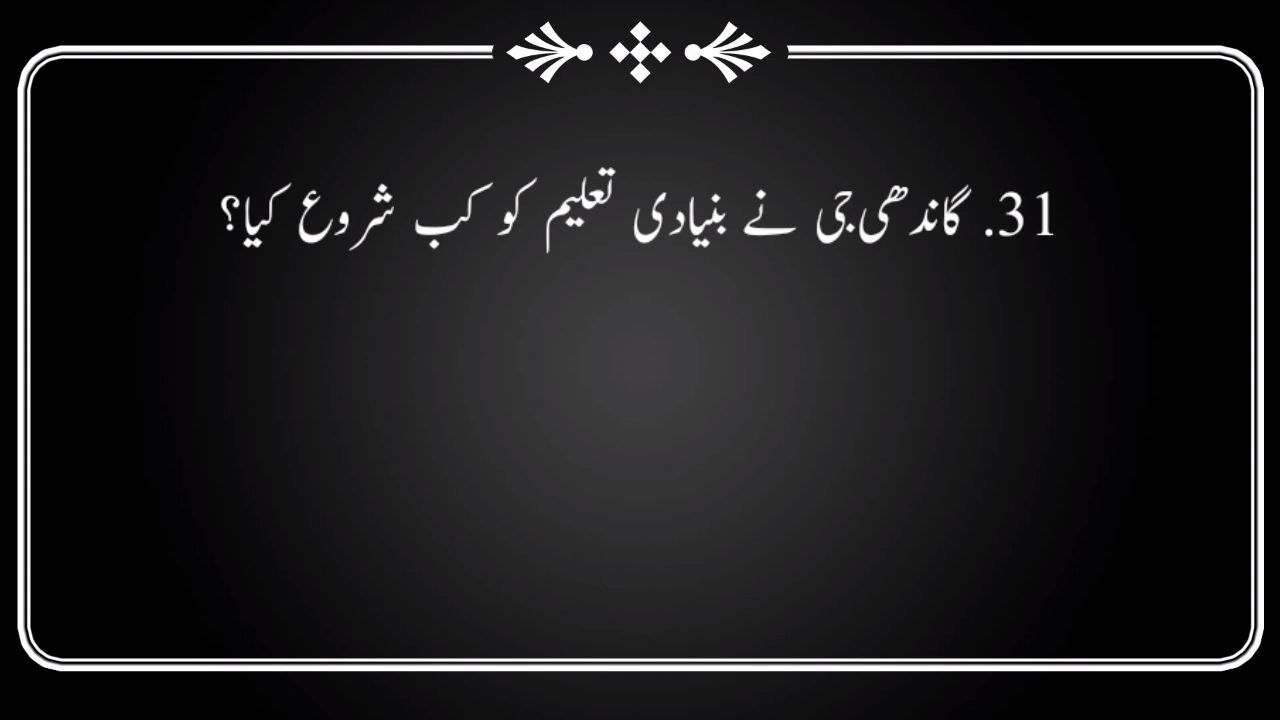 31. گاندھی جی نے بنیادی تعلیم کو کب شروع کیا؟